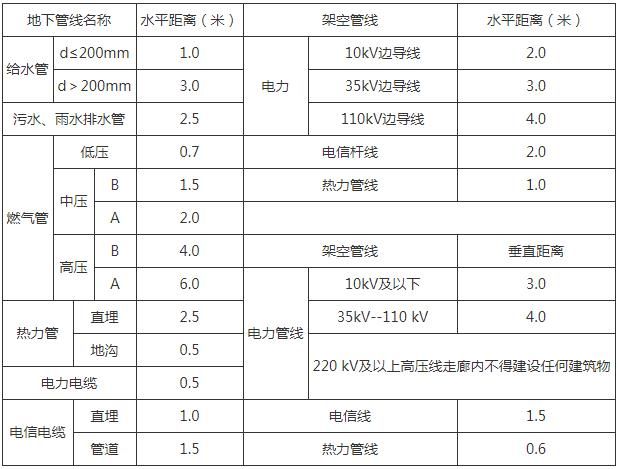 地下管线名称 水平距离（米） 架空管线 水平距离（米）
给水管 d≤200mm 1.0 电力 10kV边导线 2.0
d＞200mm 3.0 35kV边导线 3.0
污水、雨水排水管 2.5 110kV边导线 4.0
燃气管 低压 0.7 电信杆线 2.0
中压 B 1.5 热力管线 1.0
A 2.0
高压 B 4.0 架空管线 垂直距离
A 6.0 电力管线 10kV及以下 3.0
热力管 直埋 2.5 35kV--110 kV 4.0
地沟 0.5 220 kV及以上高压线走廊内不得建设任何建筑物
电力电缆 0.5
电信电缆 直埋 1.0 电信线 1.5
管道 1.5 热力管线 0.6